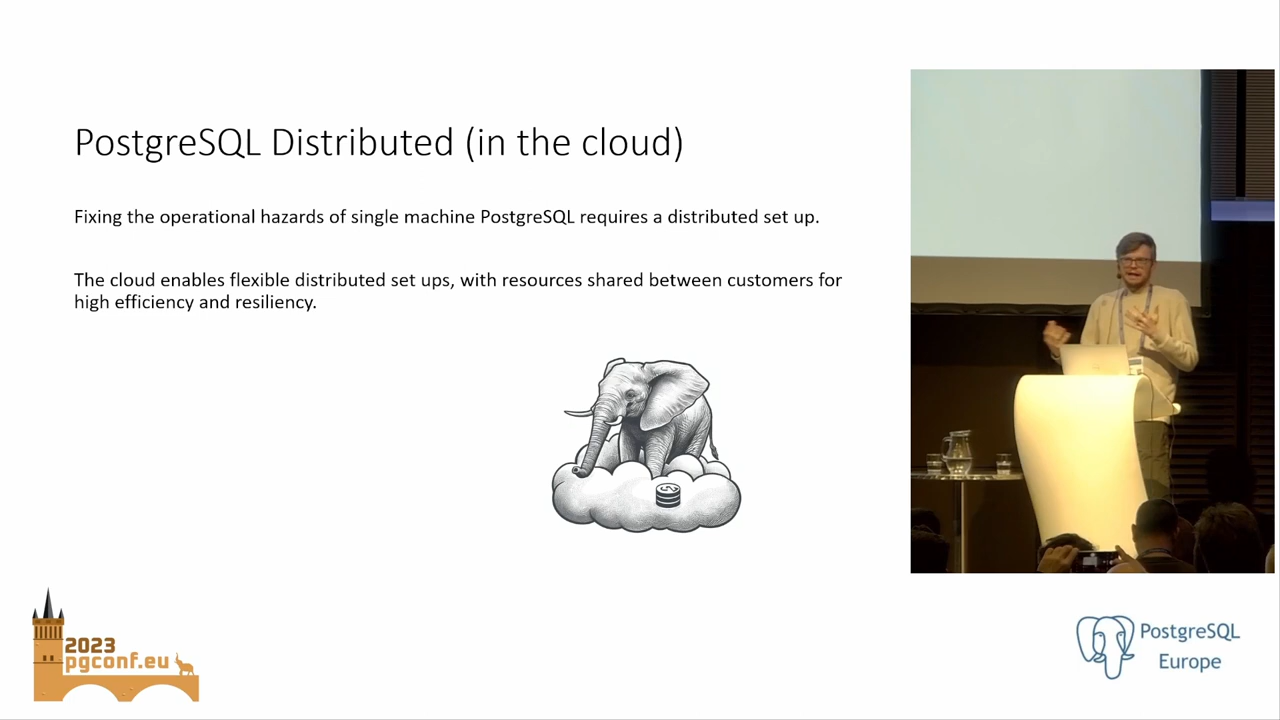 PostgreSQL Distributed (in the cloud)
Fixing the operational hazards of single machine PostgreSQL requires a distributed set up.
The cloud enables flexible distributed set ups, with resources shared between customers for
high efficiency and resiliency.
2023
pgconf.eu
PostgreSQL
Europe